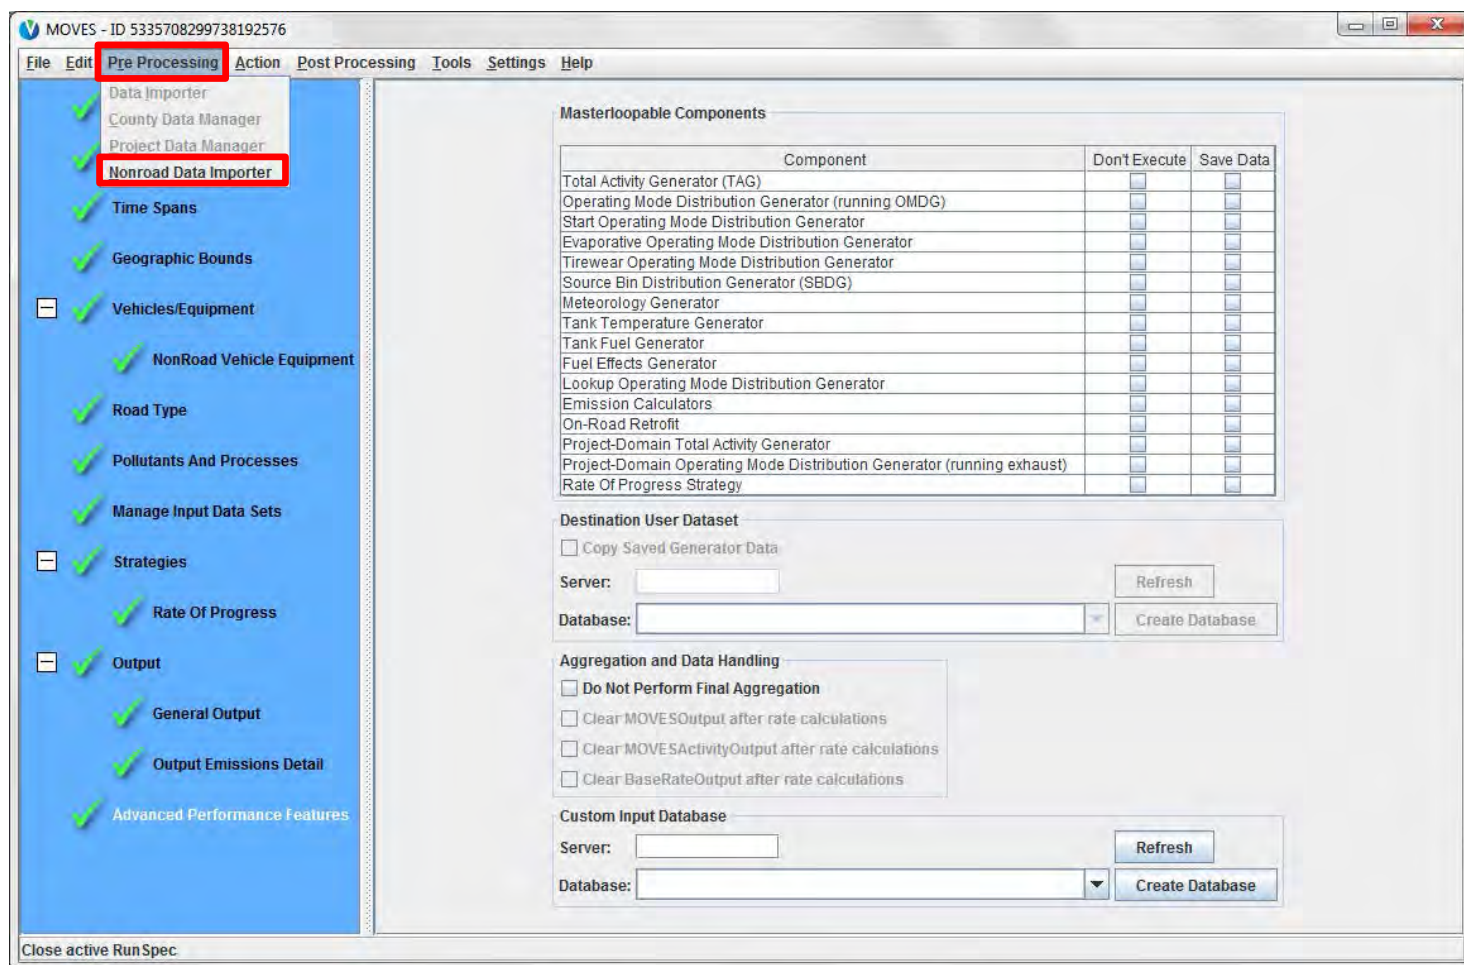 MOVES - ID 5335708299738192576
File Edit Pre Processing Action Post Processing Tools Settings Help
Data Importer
County Data Manager
Project Data Manager
Nonroad Data Importer
Time Spans
Geographic Bounds
Vehicles/Equipment
NonRoad Vehicle Equipment
Road Type
Pollutants And Processes
Manage Input Data Sets
Strategies
Rate Of Progress
Output
General Output
Output Emissions Detail
Advanced Performance Features
Masterloopable Components
Component Don't Execute Save Data
Total Activity Generator (TAG)
Operating Mode Distribution Generator (running OMDG)
Start Operating Mode Distribution Generator
Evaporative Operating Mode Distribution Generator
Tirewear Operating Mode Distribution Generator
Source Bin Distribution Generator (SBDG)
Meteorology Generator
Tank Temperature Generator
Tank Fuel Generator
Fuel Effects Generator
Lookup Operating Mode Distribution Generator
Emission Calculators
On-Road Retrofit
Project-Domain Total Activity Generator
Project-Domain Operating Mode Distribution Generator (running exhaust)
Rate Of Progress Strategy
Destination User Dataset
Copy Saved Generator Data
Server: Refresh
Database: Create Database
Aggregation and Data Handling
Do Not Perform Final Aggregation
Clear MOVESOutput after rate calculations
Clear MOVESActivityOutput after rate calculations
Clear BaseRateOutput after rate calculations
Custom Input Database
Server: Refresh
Database: Create Database
Close active RunSpec